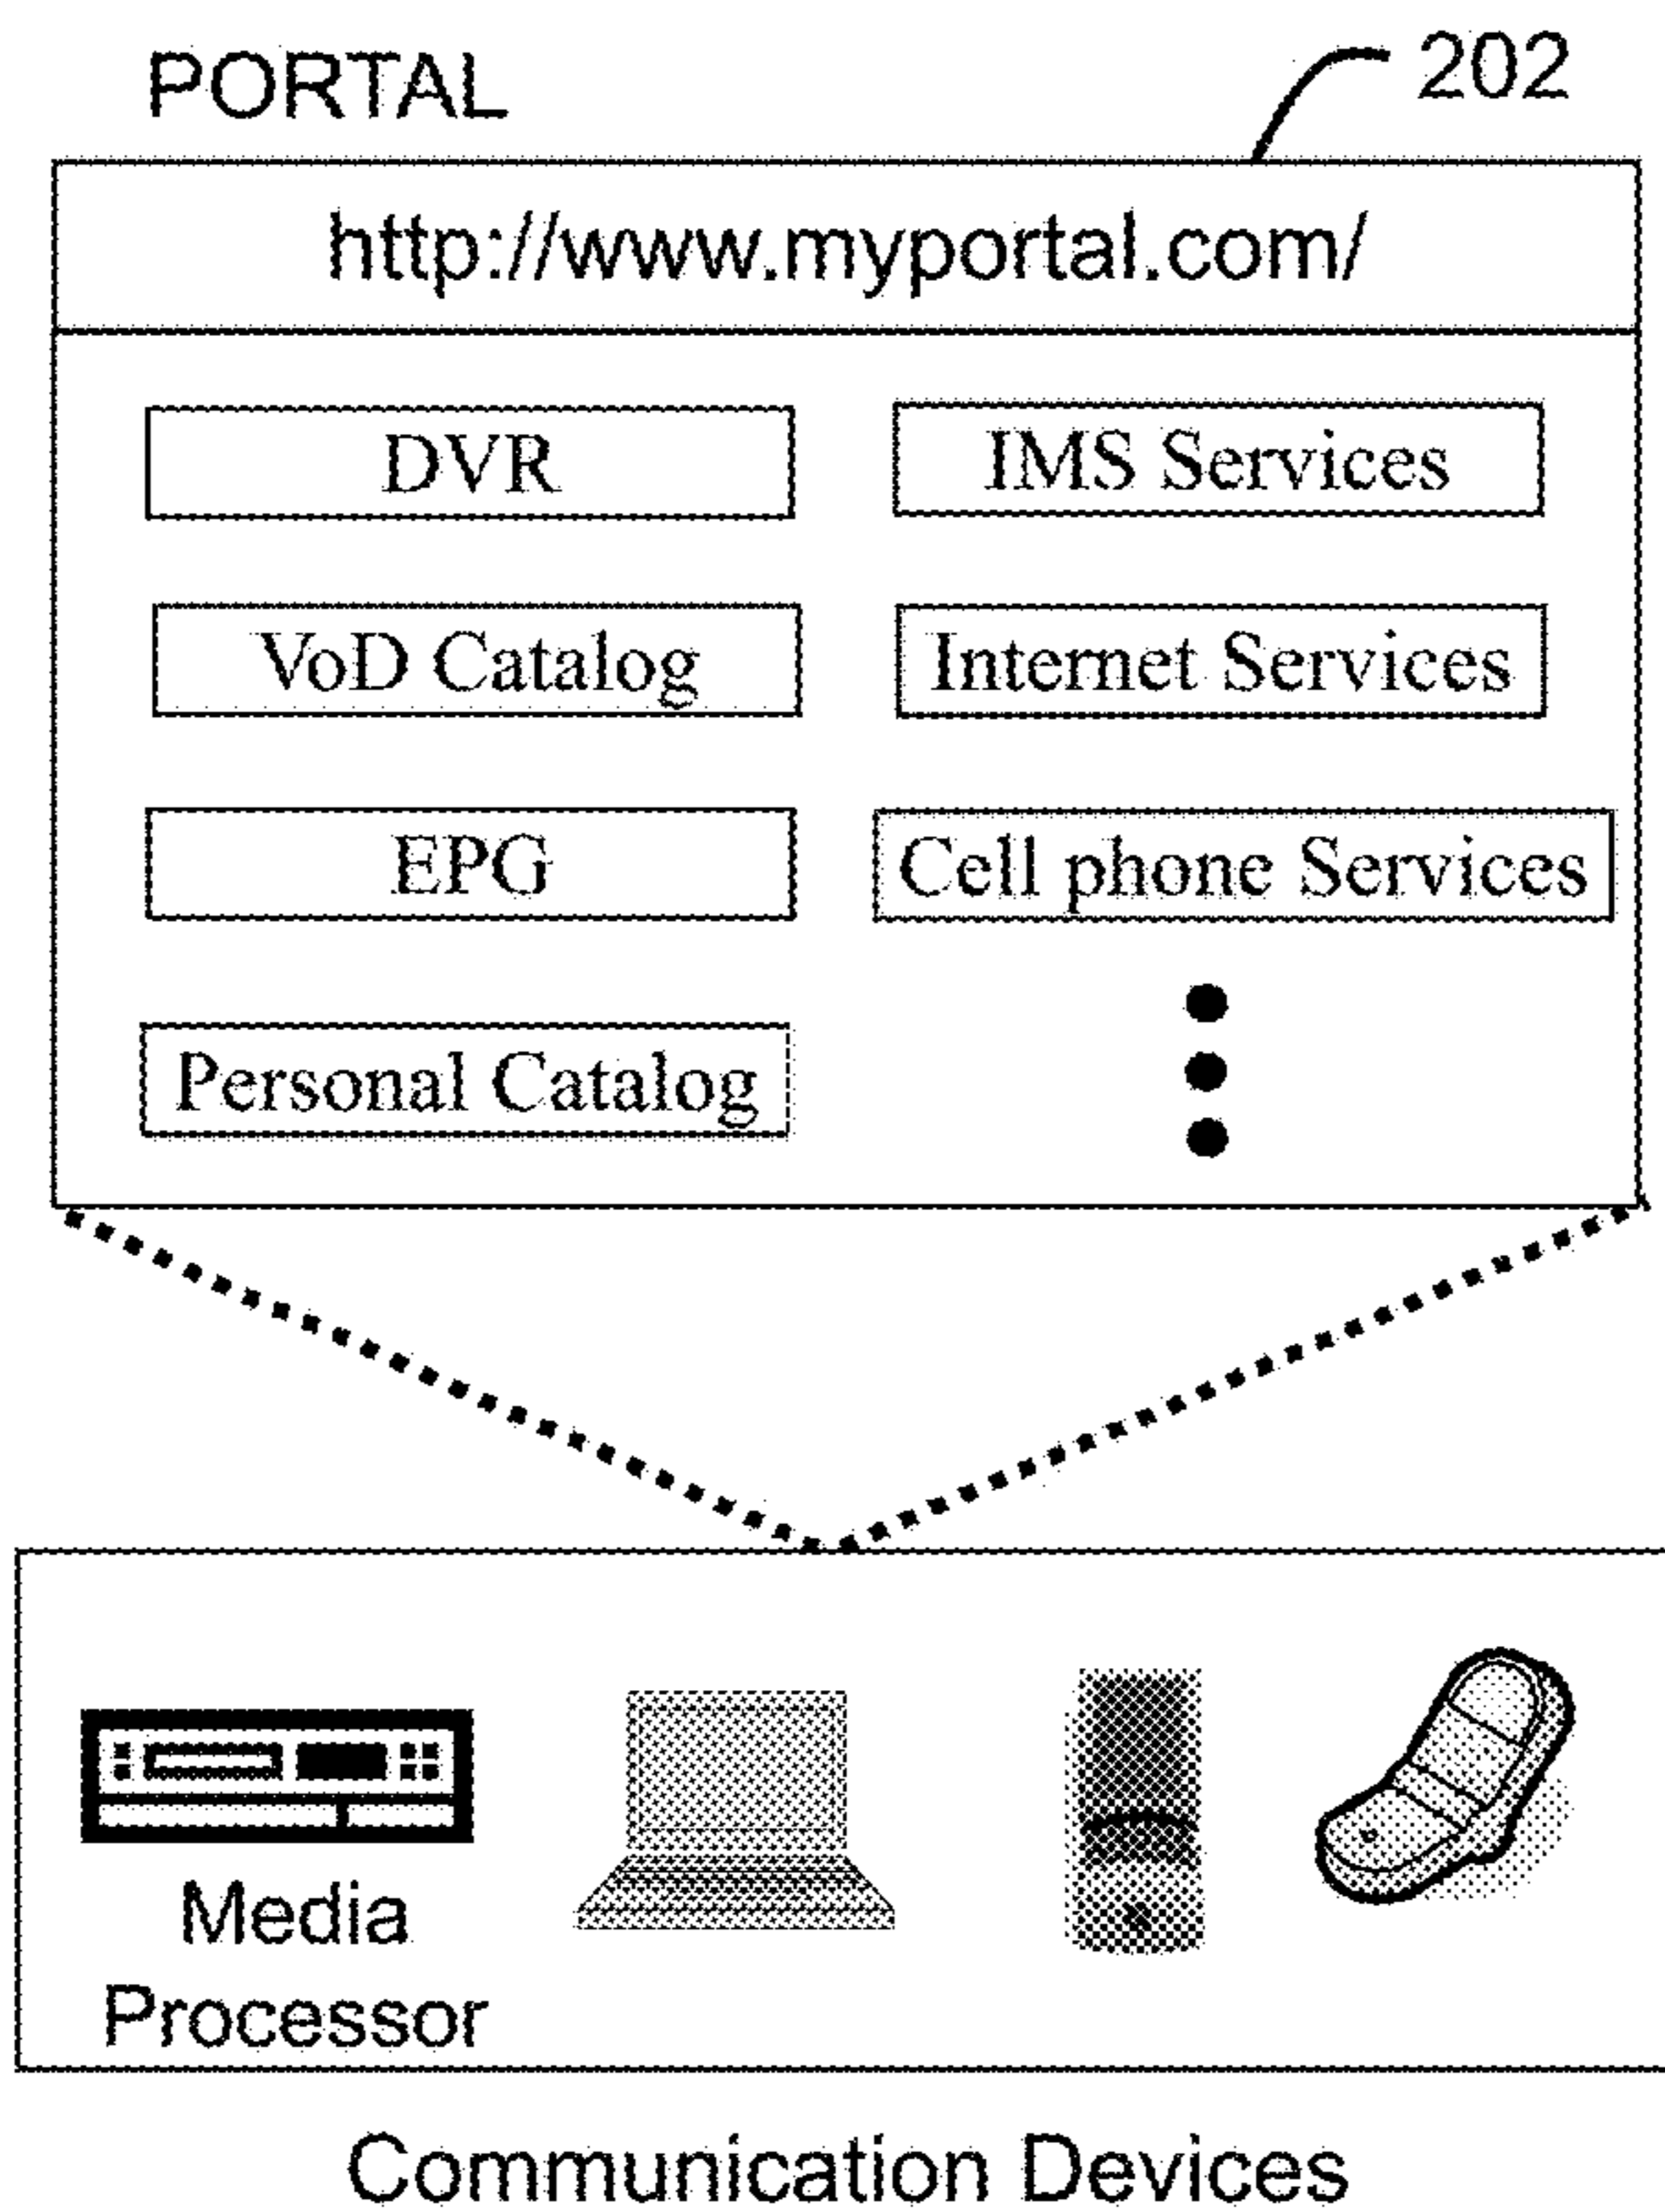 PORTAL
202
http://www.myportal.com/
DVR
IMS Services
VoD Catalog
Internet Services
EPG
Cell phone Services
Personal Catalog
Media
Processor
Communication Devices